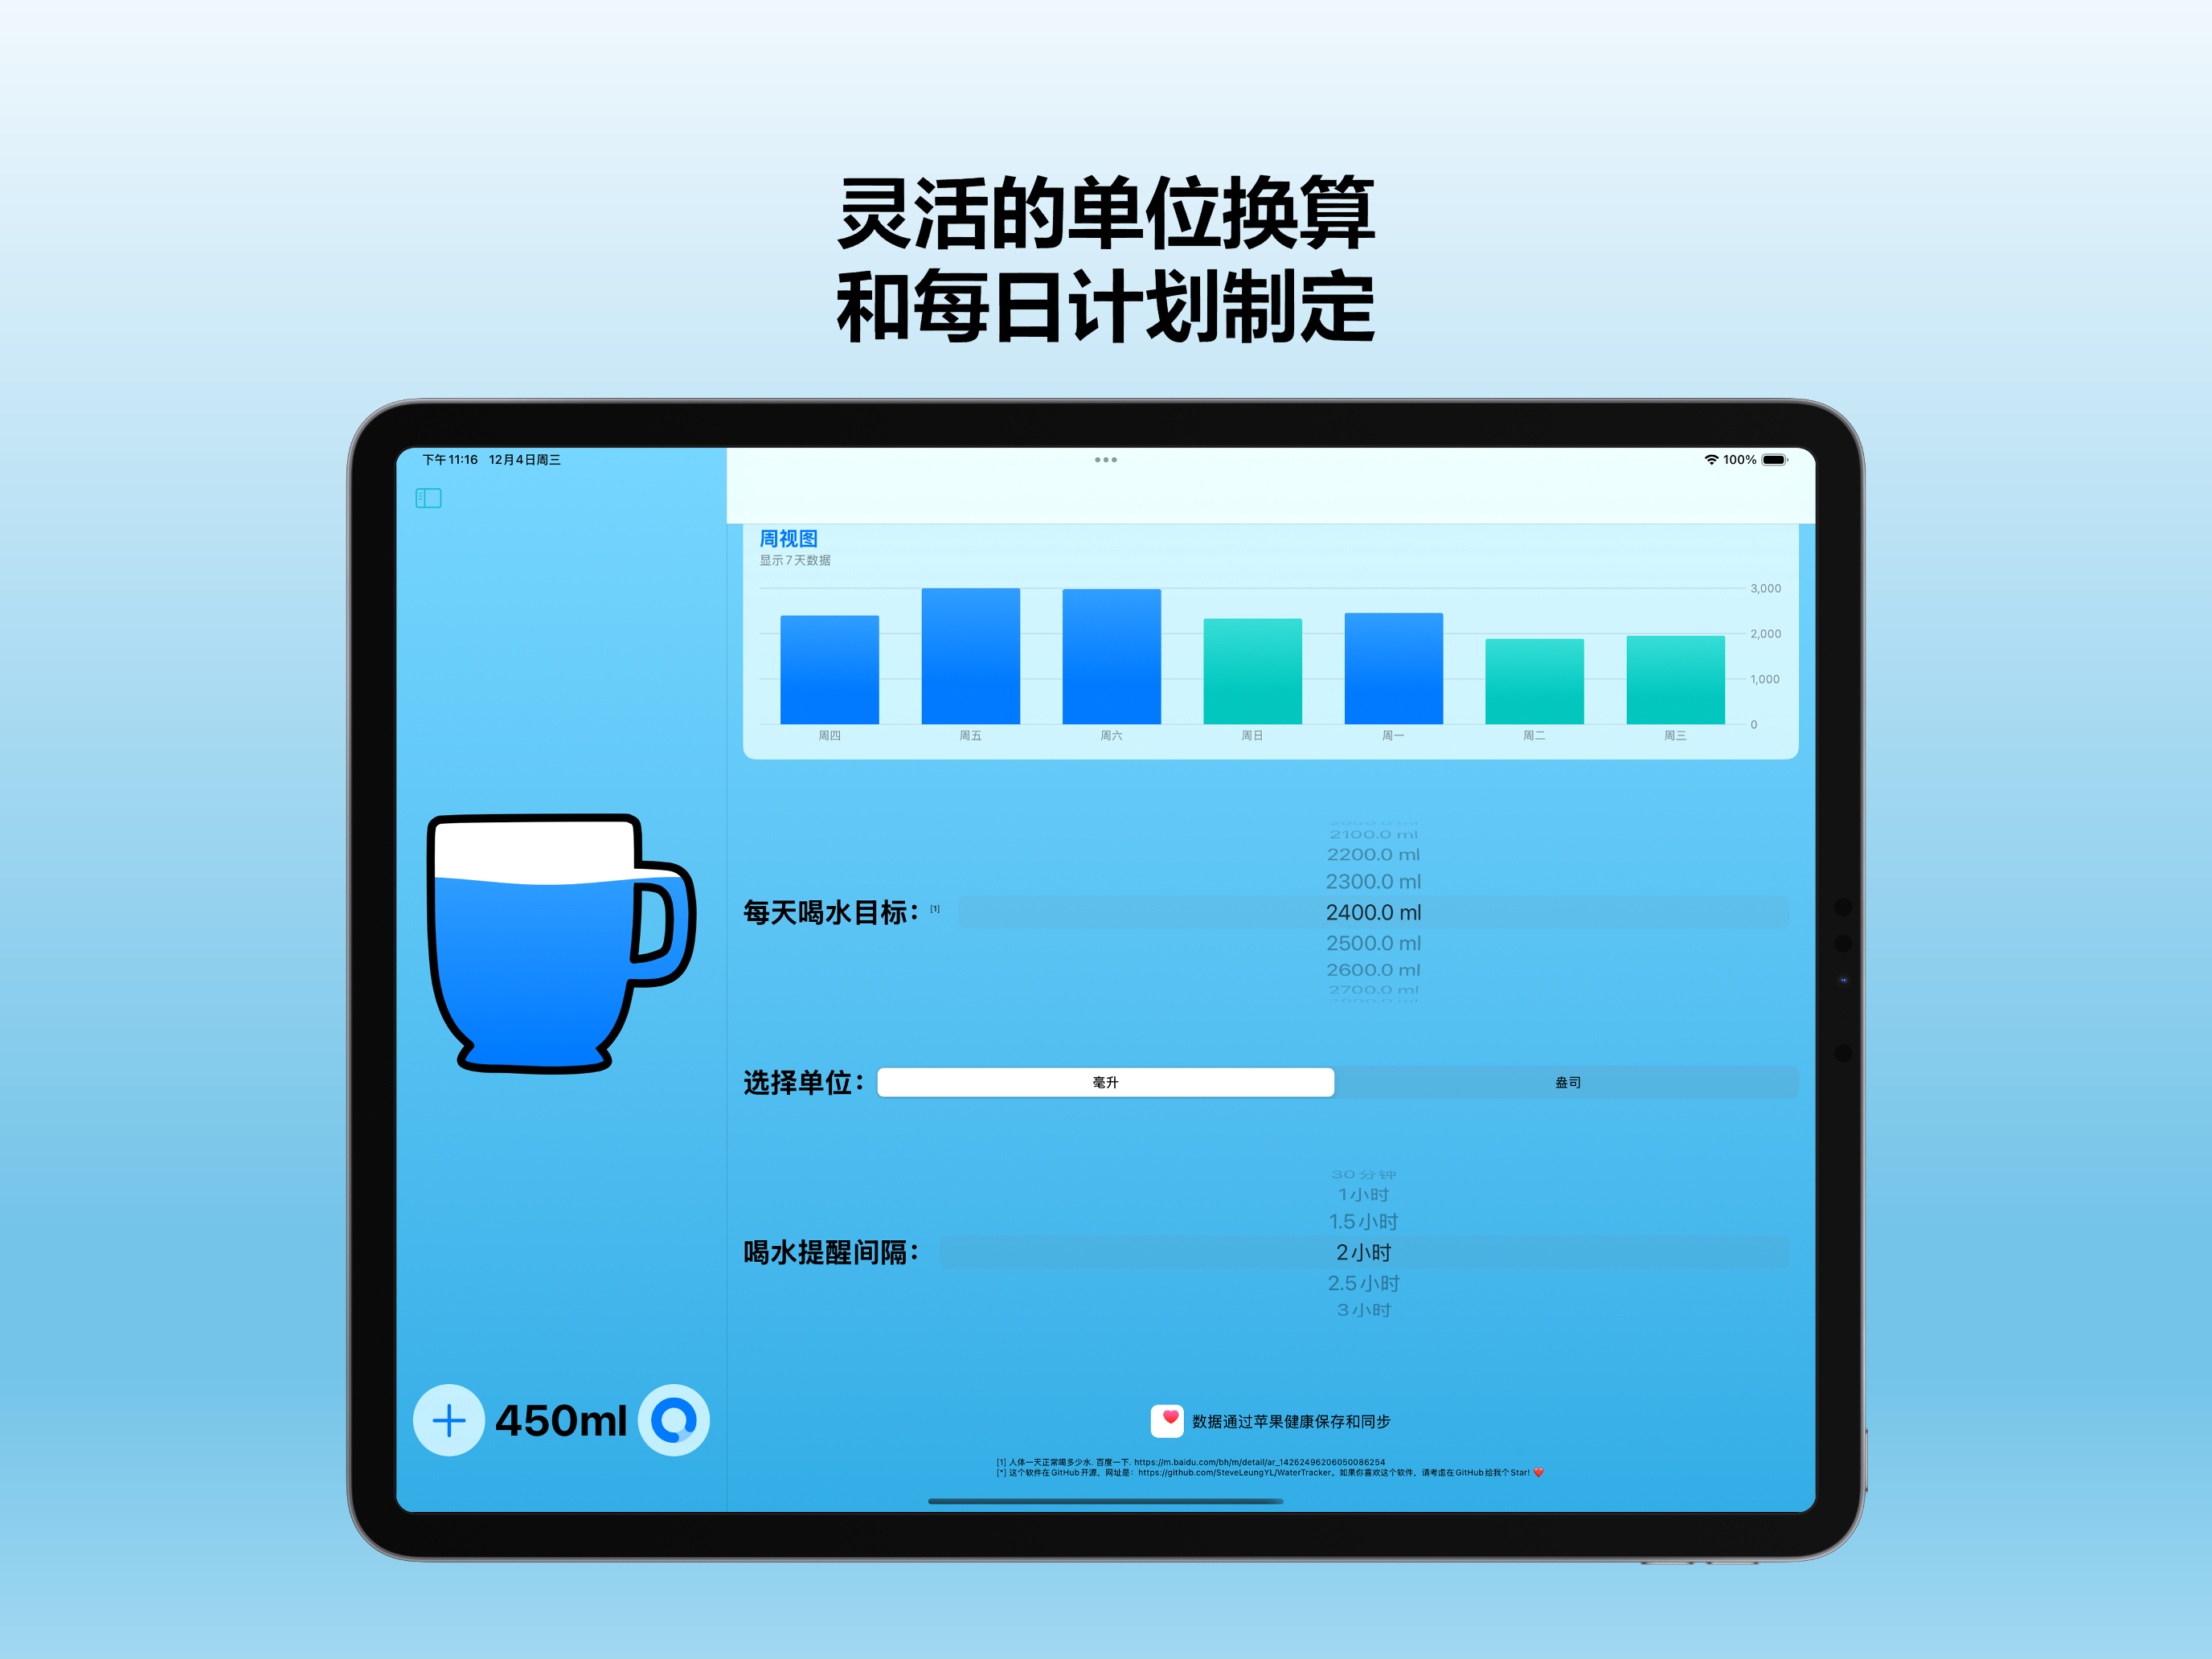 灵活的单位换算
和每日计划制定
下午11:16 12月4日周三
100%
周视图
显示7天数据
3,000
2,000
1,000
0
周四 周五 周六 周日 周一 周二 周三
2100.0 ml
2200.0 ml
2300.0 ml
每天喝水目标：[1] 2400.0 ml
2500.0 ml
2600.0 ml
2700.0 ml
选择单位： 毫升 盎司
30分钟
1小时
1.5小时
喝水提醒间隔： 2小时
2.5小时
3小时
450ml
数据通过苹果健康保存和同步
[1] 人体一天正常喝多少水. 百度一下. https://m.baidu.com/bh/m/detail/ar_14262496206050086254
[*] 这个软件在GitHub开源，网址是：https://github.com/SteveLeungYL/WaterTracker，如果你喜欢这个软件，请考虑在GitHub给我个Star! ❤️